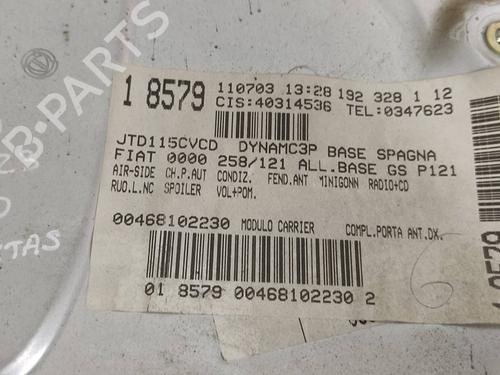 1 8579
110703 13:28 192 328 1 12
CIS:40314536 TEL:0347623
JTD115CVCD DYNAMC3P BASE SPAGNA
FIAT 0000 258/121 ALL.BASE GS P121
AIR-SIDE CH.P.AUT CONDIZ. FEND.ANT MINIGONN RADIO+CD
RUO.L.NC SPOILER VOL+POM.
00468102230 MODULO CARRIER COMPL.PORTA ANT.DX.
01 8579 00468102230 2
6
8579
B-PARTS